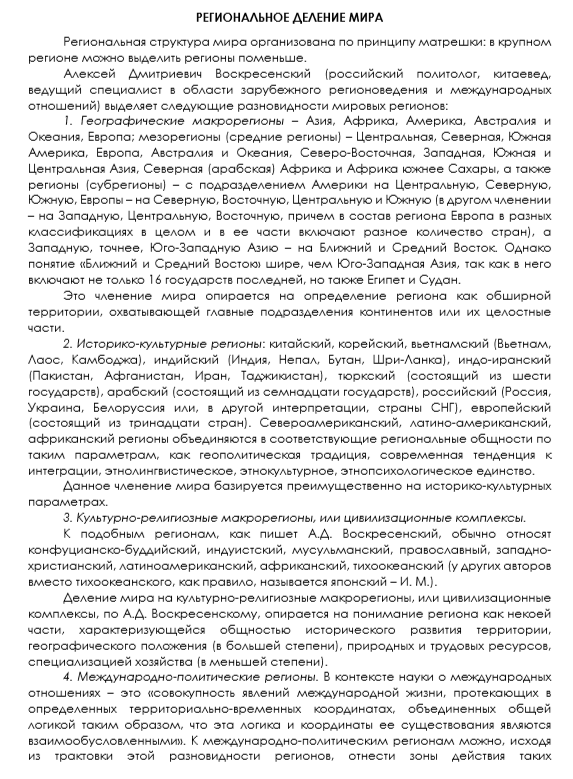 РЕГИОНАЛЬНОЕ ДЕЛЕНИЕ МИРА
Региональная структура мира организована по принципу матрешки: в крупном
регионе можно выделить регионы поменьше.
Алексей Дмитриевич Воскресенский (российский политолог, китаевед,
ведущий специалист в области зарубежного регионоведения и международных
отношений) выделяет следующие разновидности мировых регионов:
1. Географические макрорегионы – Азия, Африка, Америка, Австралия и
Океания, Европа; мезорегионы (средние регионы) – Центральная, Северная, Южная
Америка, Европа, Австралия и Океания, Северо-Восточная, Западная, Южная и
Центральная Азия, Северная (арабская) Африка и Африка южнее Сахары, а также
регионы (субрегионы) – с подразделением Америки на Центральную, Северную,
Южную, Европы – на Северную, Восточную, Центральную и Южную (в другом членении
– на Западную, Центральную, Восточную, причем в состав региона Европа в разных
классификациях в целом и в ее части включают разное количество стран), а
Западную, точнее, Юго-Западную Азию – на Ближний и Средний Восток. Однако
понятие «Ближний и Средний Восток» шире, чем Юго-Западная Азия, так как в него
включают не только 16 государств последней, но также Египет и Судан.
Это членение мира опирается на определение региона как обширной
территории, охватывающей главные подразделения континентов или их целостные
части.
2. Историко-культурные регионы: китайский, корейский, вьетнамский (Вьетнам,
Лаос, Камбоджа), индийский (Индия, Непал, Бутан, Шри-Ланка), индо-иранский
(Пакистан, Афганистан, Иран, Таджикистан), тюркский (состоящий из шести
государств), арабский (состоящий из семнадцати государств), российский (Россия,
Украина, Белоруссия или, в другой интерпретации, страны СНГ), европейский
(состоящий из тринадцати стран). Североамериканский, латино-американский,
африканский регионы объединяются в соответствующие региональные общности по
таким параметрам, как геополитическая традиция, современная тенденция к
интеграции, этнолингвистическое, этнокультурное, этнопсихологическое единство.
Данное членение мира базируется преимущественно на историко-культурных
параметрах.
3. Культурно-религиозные макрорегионы, или цивилизационные комплексы.
К подобным регионам, как пишет А.Д. Воскресенский, обычно относят
конфуцианско-буддийский, индуистский, мусульманский, православный, западно-
христианский, латиноамериканский, африканский, тихоокеанский (у других авторов
вместо тихоокеанского, как правило, называется японский – И. М.).
Деление мира на культурно-религиозные макрорегионы, или цивилизационные
комплексы, по А.Д. Воскресенскому, опирается на понимание региона как некоей
части, характеризующейся общностью исторического развития территории,
географического положения (в большей степени), природных и трудовых ресурсов,
специализацией хозяйства (в меньшей степени).
4. Международно-политические регионы. В контексте науки о международных
отношениях – это «совокупность явлений международной жизни, протекающих в
определенных территориально-временных координатах, объединенных общей
логикой таким образом, что эта логика и координаты ее существования являются
взаимообусловленными». К международно-политическим регионам можно, исходя
из трактовки этой разновидности регионов, отнести зоны действия таких